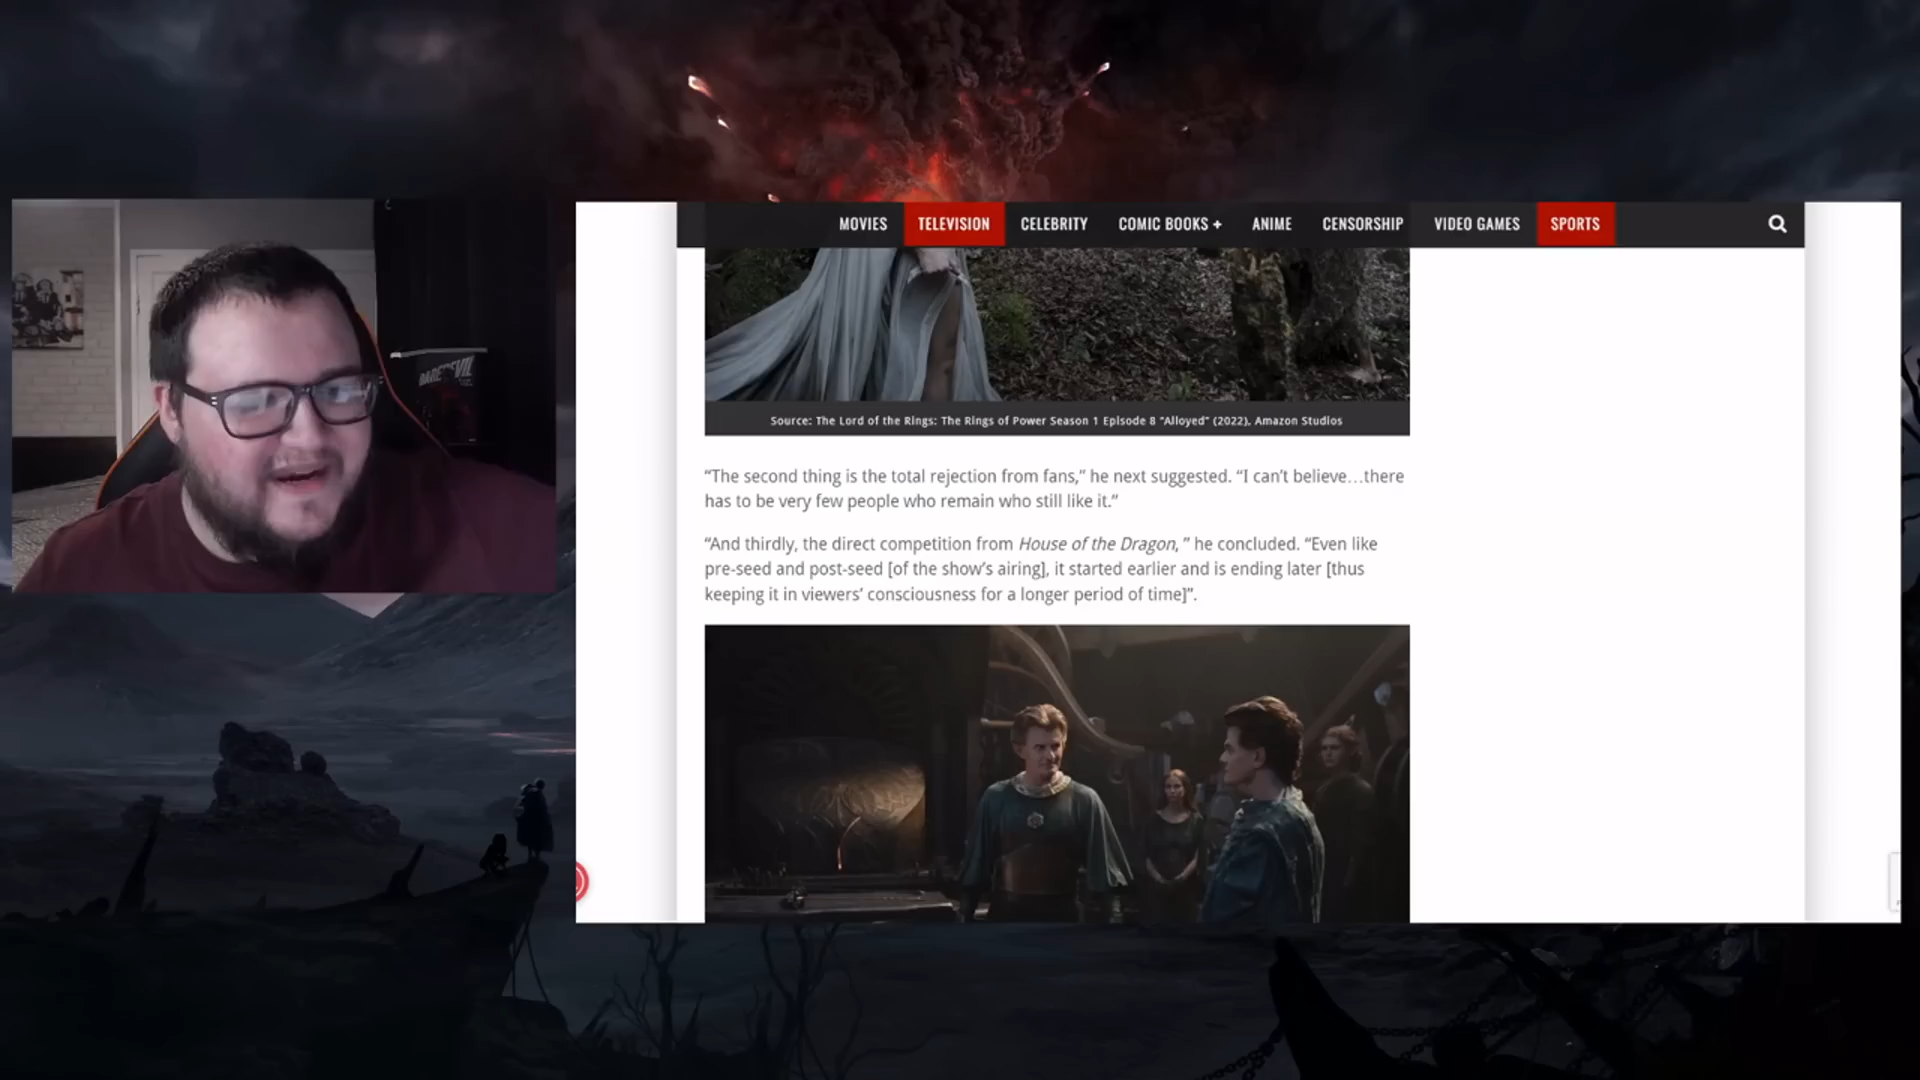 MOVIES TELEVISION CELEBRITY COMIC BOOKS + ANIME CENSORSHIP VIDEO GAMES SPORTS
DAREDEVIL
Source: The Lord of the Rings: The Rings of Power Season 1 Episode 8 "Alloyed" (2022), Amazon Studios
“The second thing is the total rejection from fans,” he next suggested. “I can’t believe…there
has to be very few people who remain who still like it.”
“And thirdly, the direct competition from House of the Dragon, ” he concluded. “Even like
pre-seed and post-seed [of the show’s airing], it started earlier and is ending later [thus
keeping it in viewers’ consciousness for a longer period of time]”.